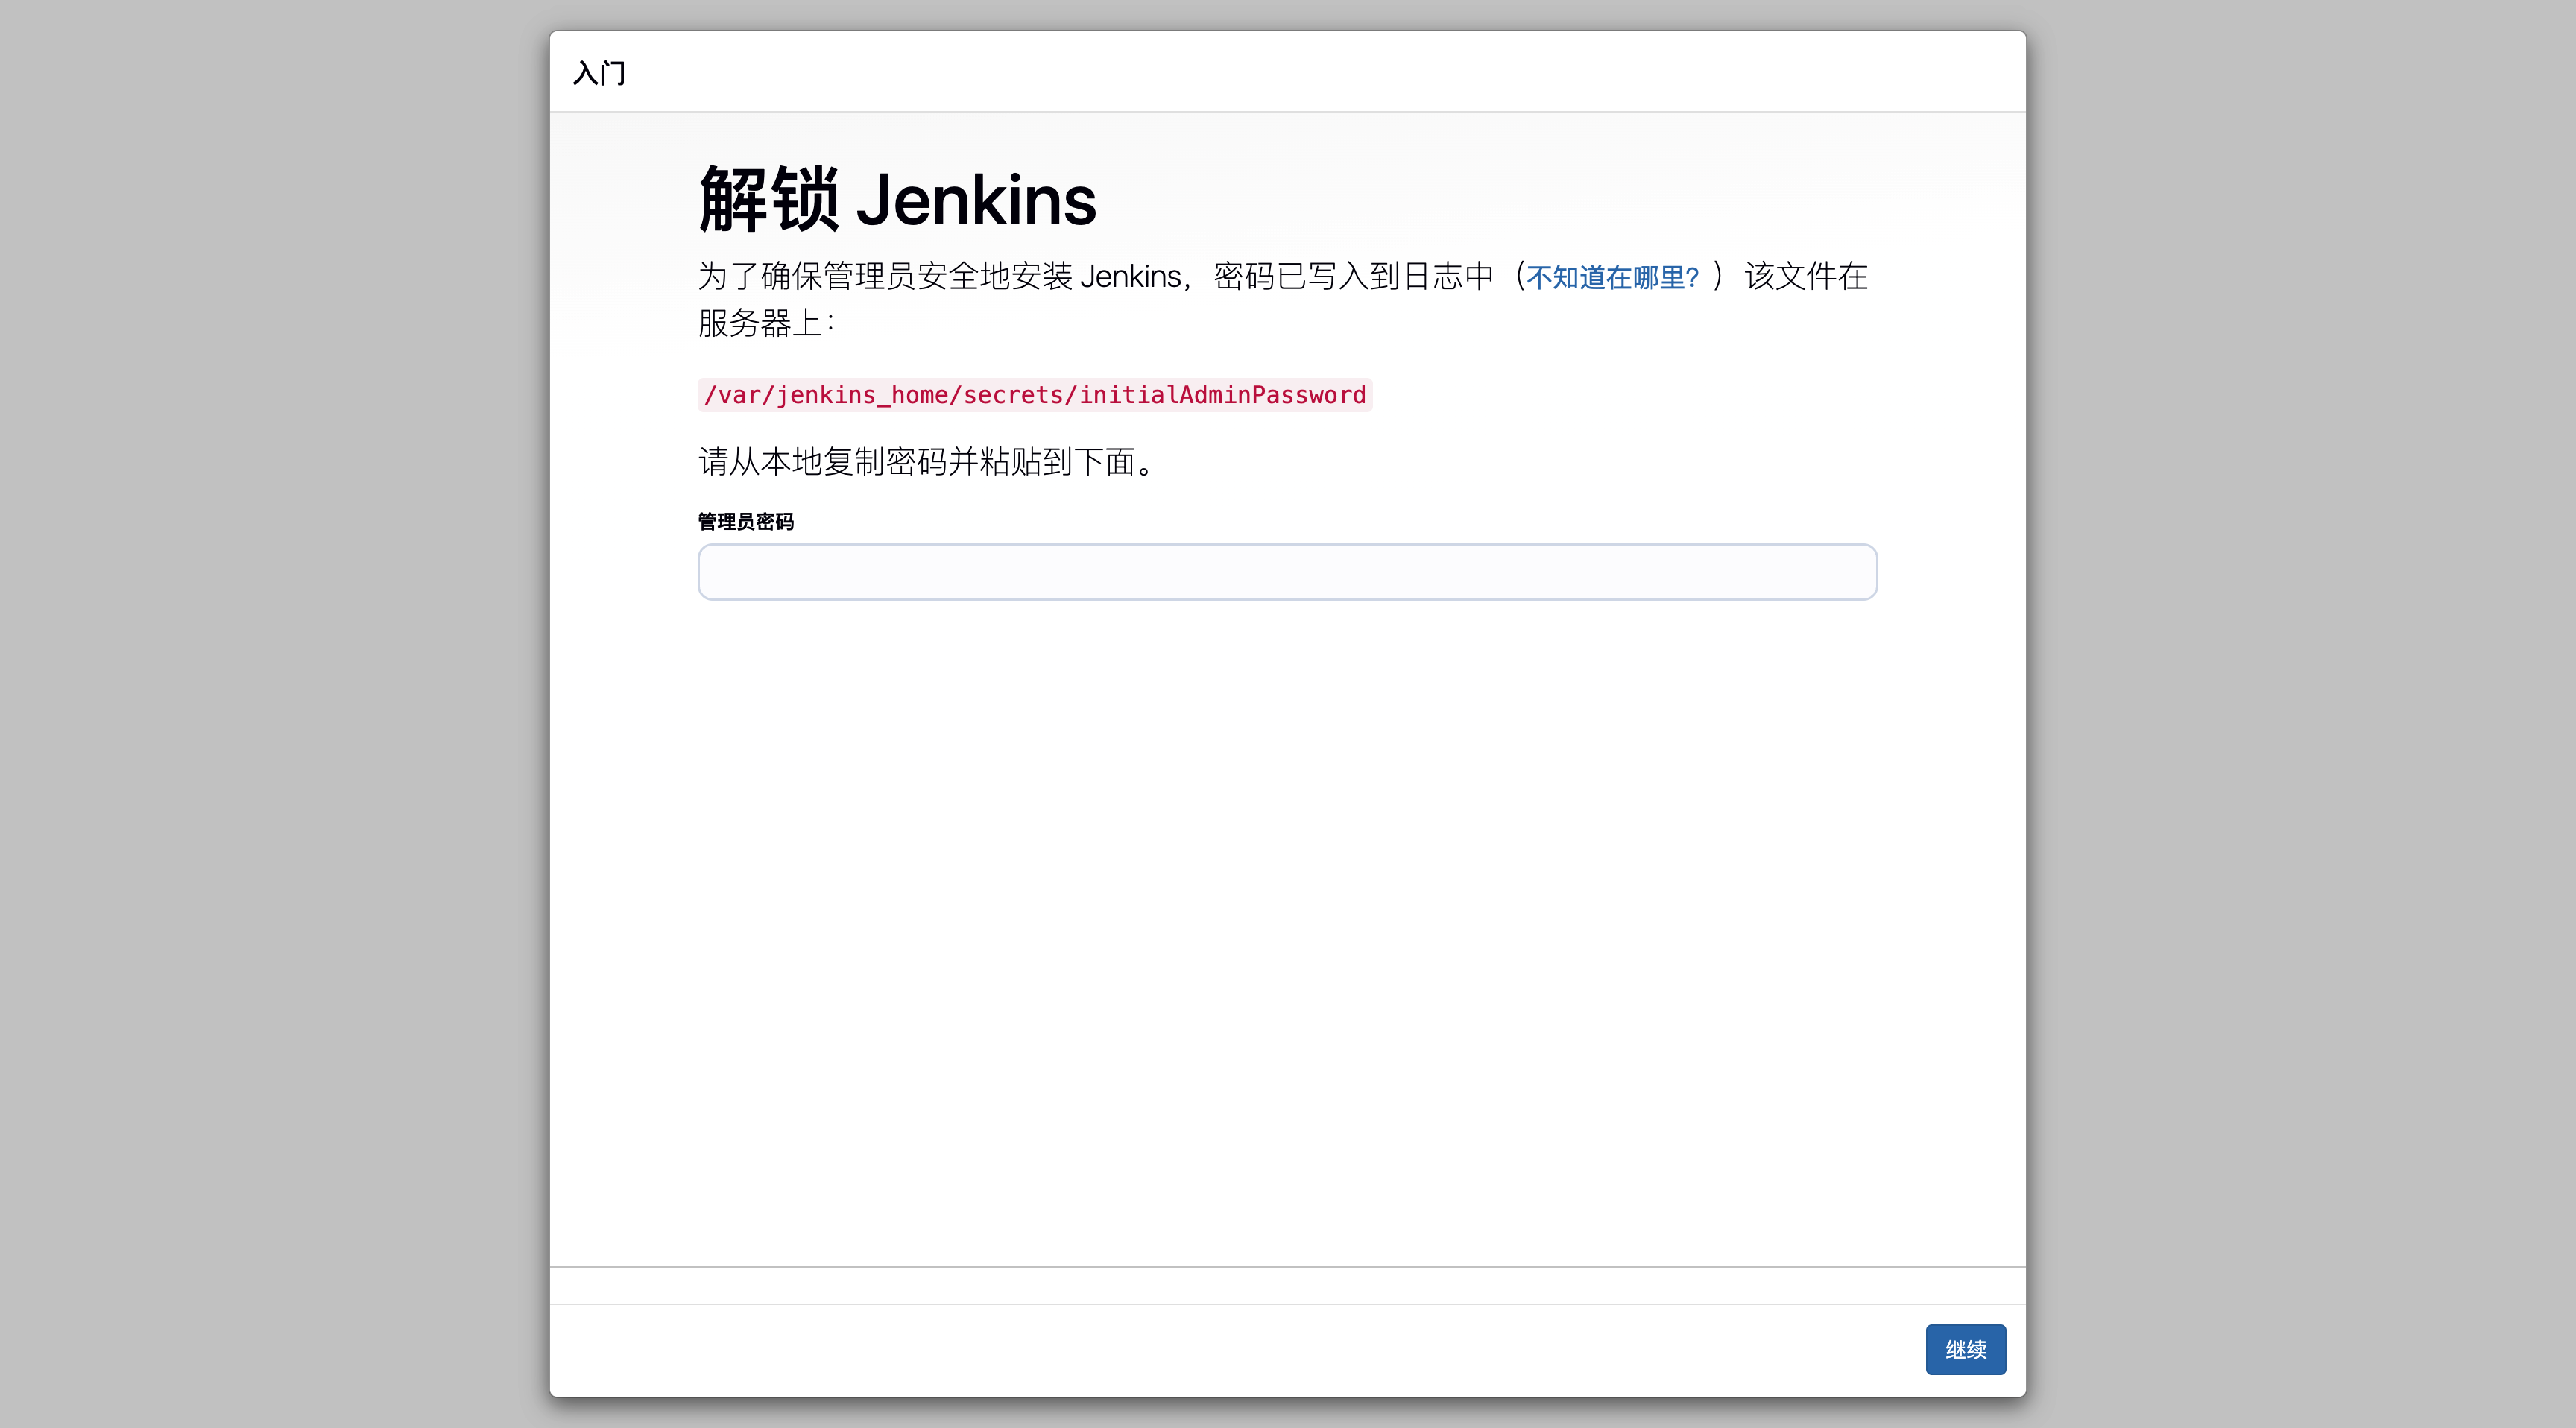 入门
解锁 Jenkins
为了确保管理员安全地安装 Jenkins，密码已写入到日志中（不知道在哪里？）该文件在
服务器上：
/var/jenkins_home/secrets/initialAdminPassword
请从本地复制密码并粘贴到下面。
管理员密码
继续